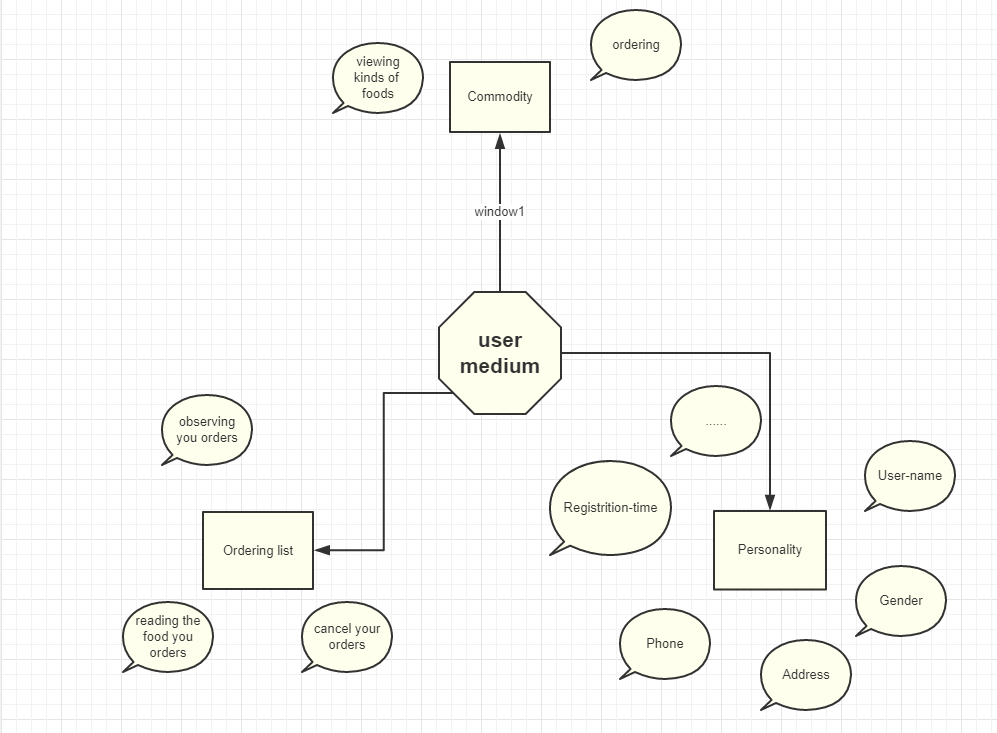 ordering
viewing
kinds of
foods
Commodity
window1
user
medium
observing
you orders
......
User-name
Registrition-time
Ordering list
Personality
Gender
reading the
food you
orders
cancel your
orders
Phone
Address